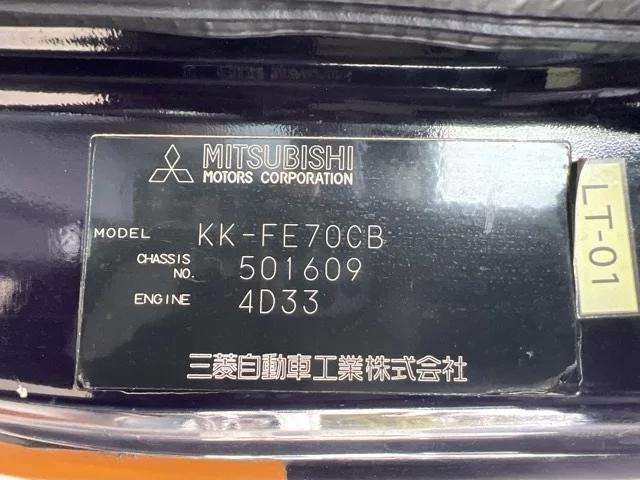 MITSUBISHI
MOTORS CORPORATION
MODEL KK-FE70CB
CHASSIS NO. 501609
ENGINE 4D33
三菱自動車工業株式会社
LT-01